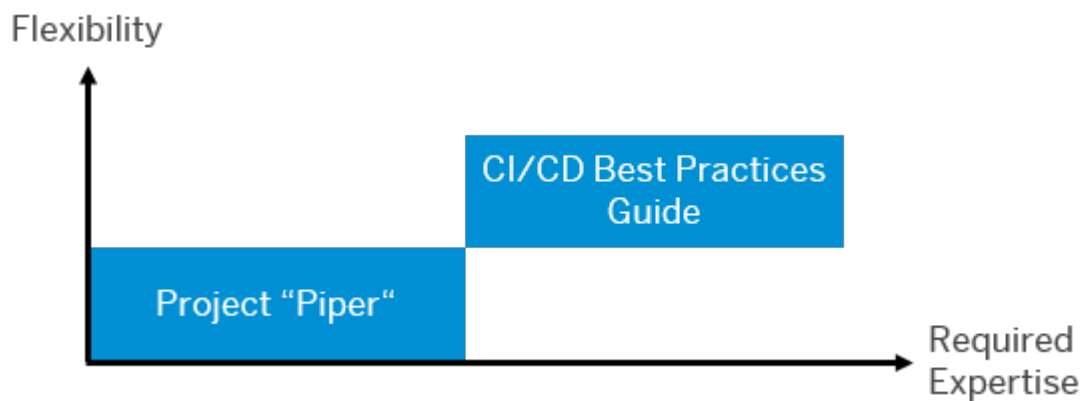 Flexibility
CI/CD Best Practices
Guide
Project “Piper“
Required
Expertise